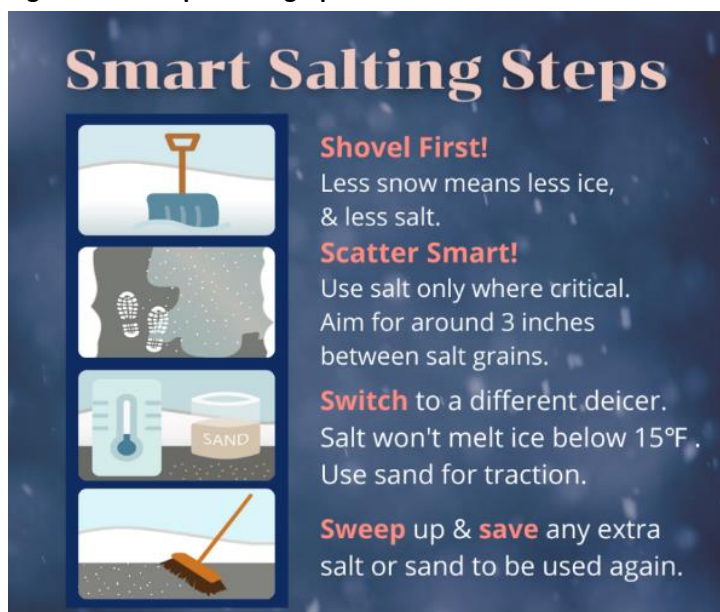 Smart Salting Steps
Shovel First!
Less snow means less ice,
& less salt.
Scatter Smart!
Use salt only where critical.
Aim for around 3 inches
between salt grains.
SAND
Switch to a different deicer.
Salt won't melt ice below 15°F .
Use sand for traction.
Sweep up & save any extra
salt or sand to be used again.